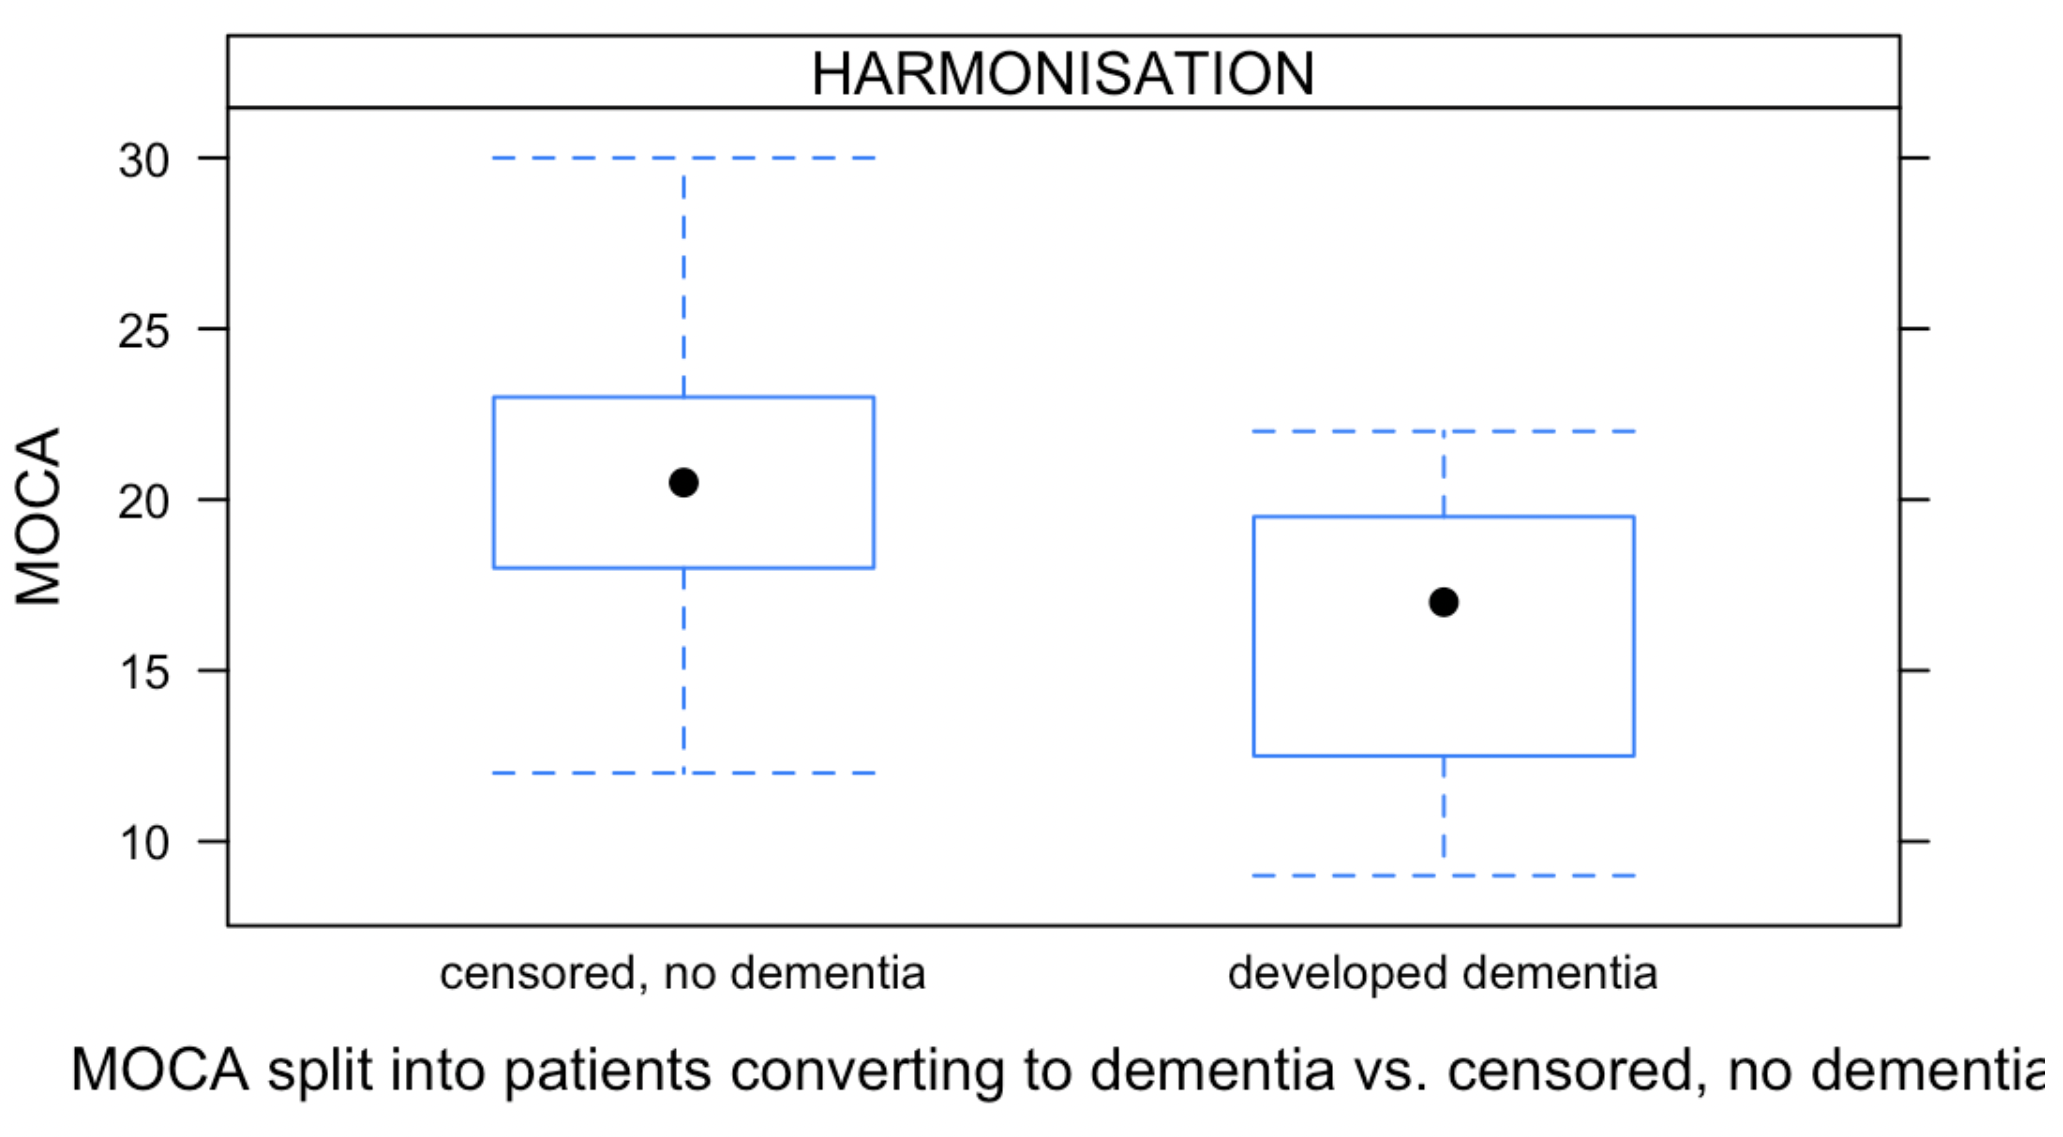 HARMONISATION
30
25
20
15
10
MOCA
censored, no dementia
developed dementia
MOCA split into patients converting to dementia vs. censored, no dementia